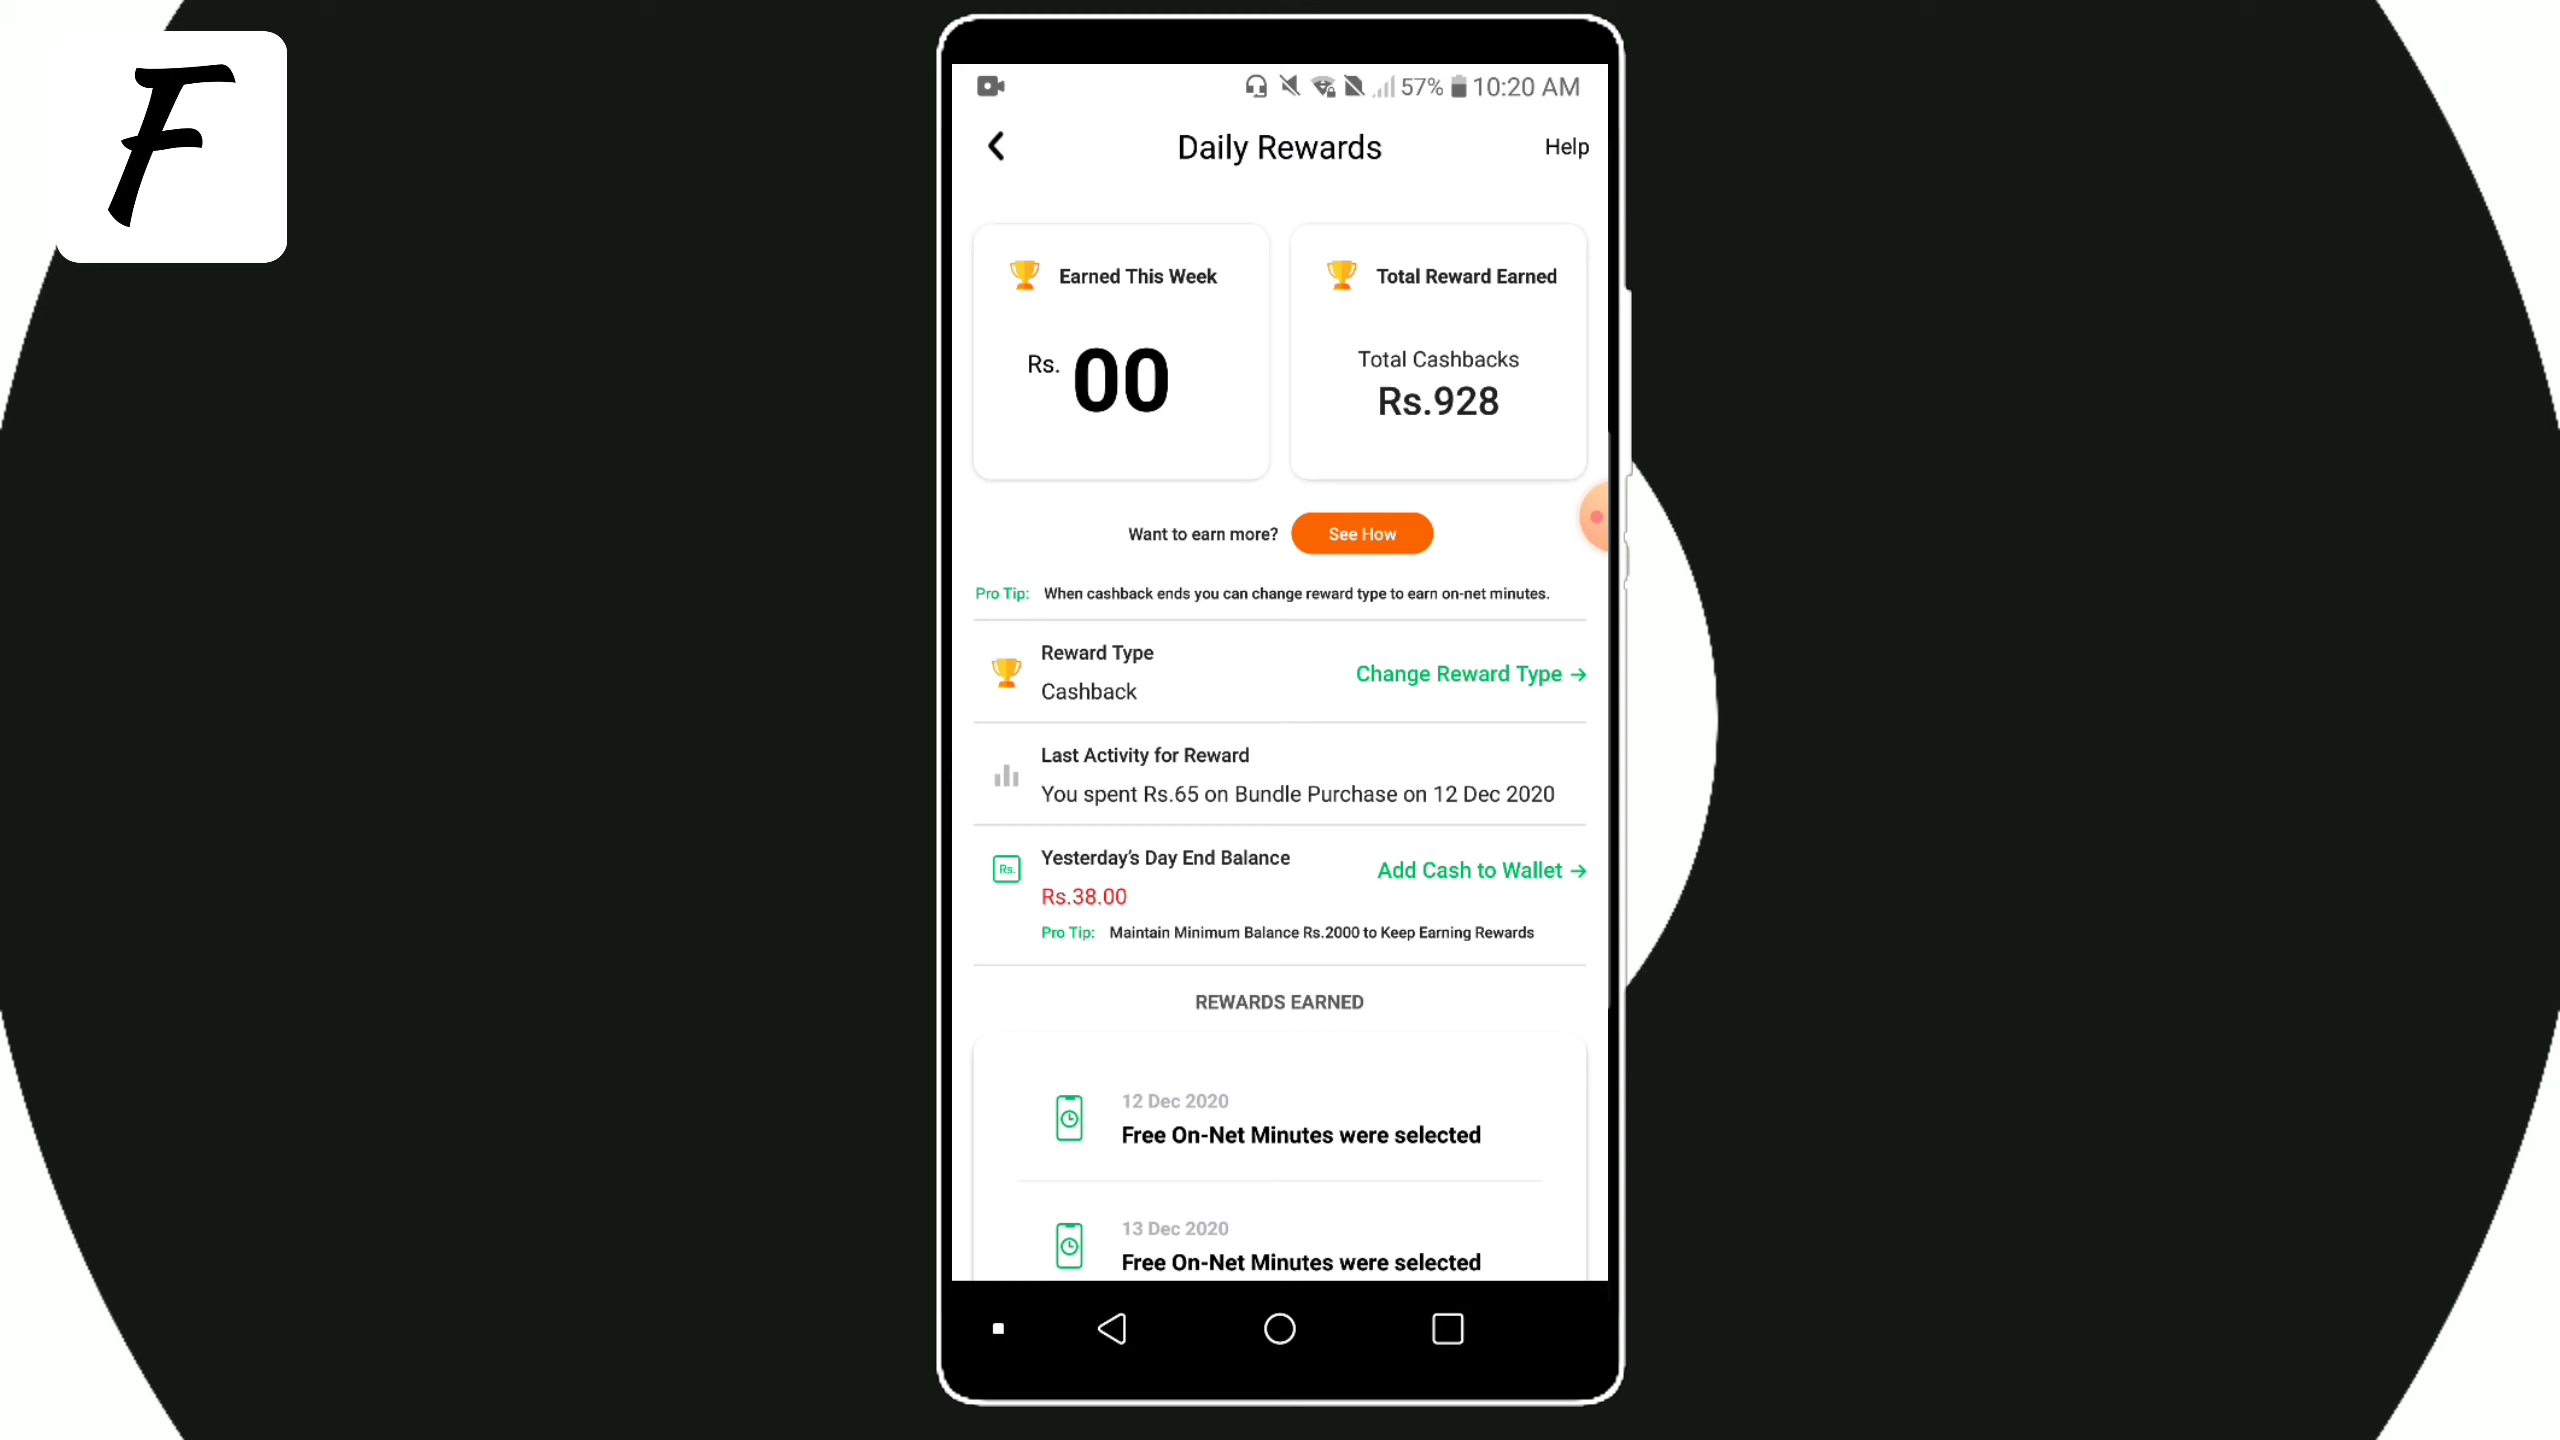 F
57% 10:20 AM
Daily Rewards
Help
Earned This Week
Rs. 00
Total Reward Earned
Total Cashbacks
Rs.928
Want to earn more? See How
Pro Tip: When cashback ends you can change reward type to earn on-net minutes.
Reward Type
Cashback
Change Reward Type →
Last Activity for Reward
You spent Rs.65 on Bundle Purchase on 12 Dec 2020
Yesterday's Day End Balance
Rs.
Rs.38.00
Add Cash to Wallet →
Pro Tip: Maintain Minimum Balance Rs.2000 to Keep Earning Rewards
REWARDS EARNED
12 Dec 2020
Free On-Net Minutes were selected
13 Dec 2020
Free On-Net Minutes were selected